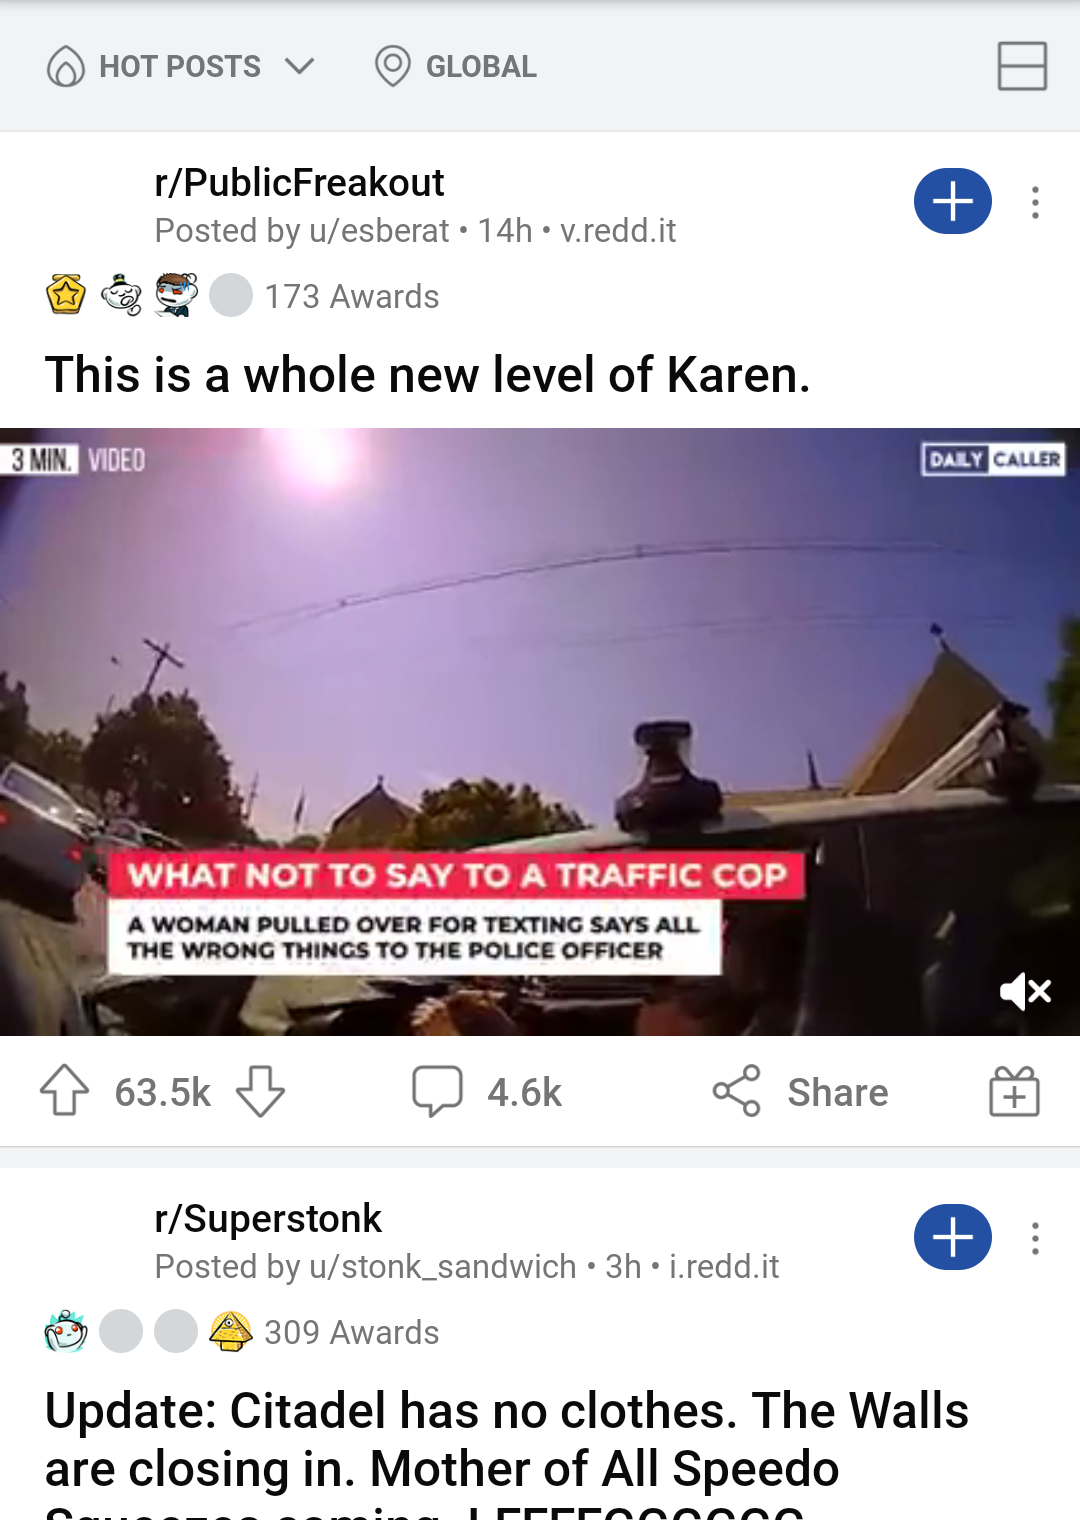 HOT POSTS GLOBAL
r/PublicFreakout
Posted by u/esberat • 14h • v.redd.it
173 Awards
This is a whole new level of Karen.
3 MIN. VIDEO
DAILY CALLER
WHAT NOT TO SAY TO A TRAFFIC COP
A WOMAN PULLED OVER FOR TEXTING SAYS ALL
THE WRONG THINGS TO THE POLICE OFFICER
63.5k 4.6k Share
r/Superstonk
Posted by u/stonk_sandwich • 3h • i.redd.it
309 Awards
Update: Citadel has no clothes. The Walls
are closing in. Mother of All Speedo
Squeezes coming.